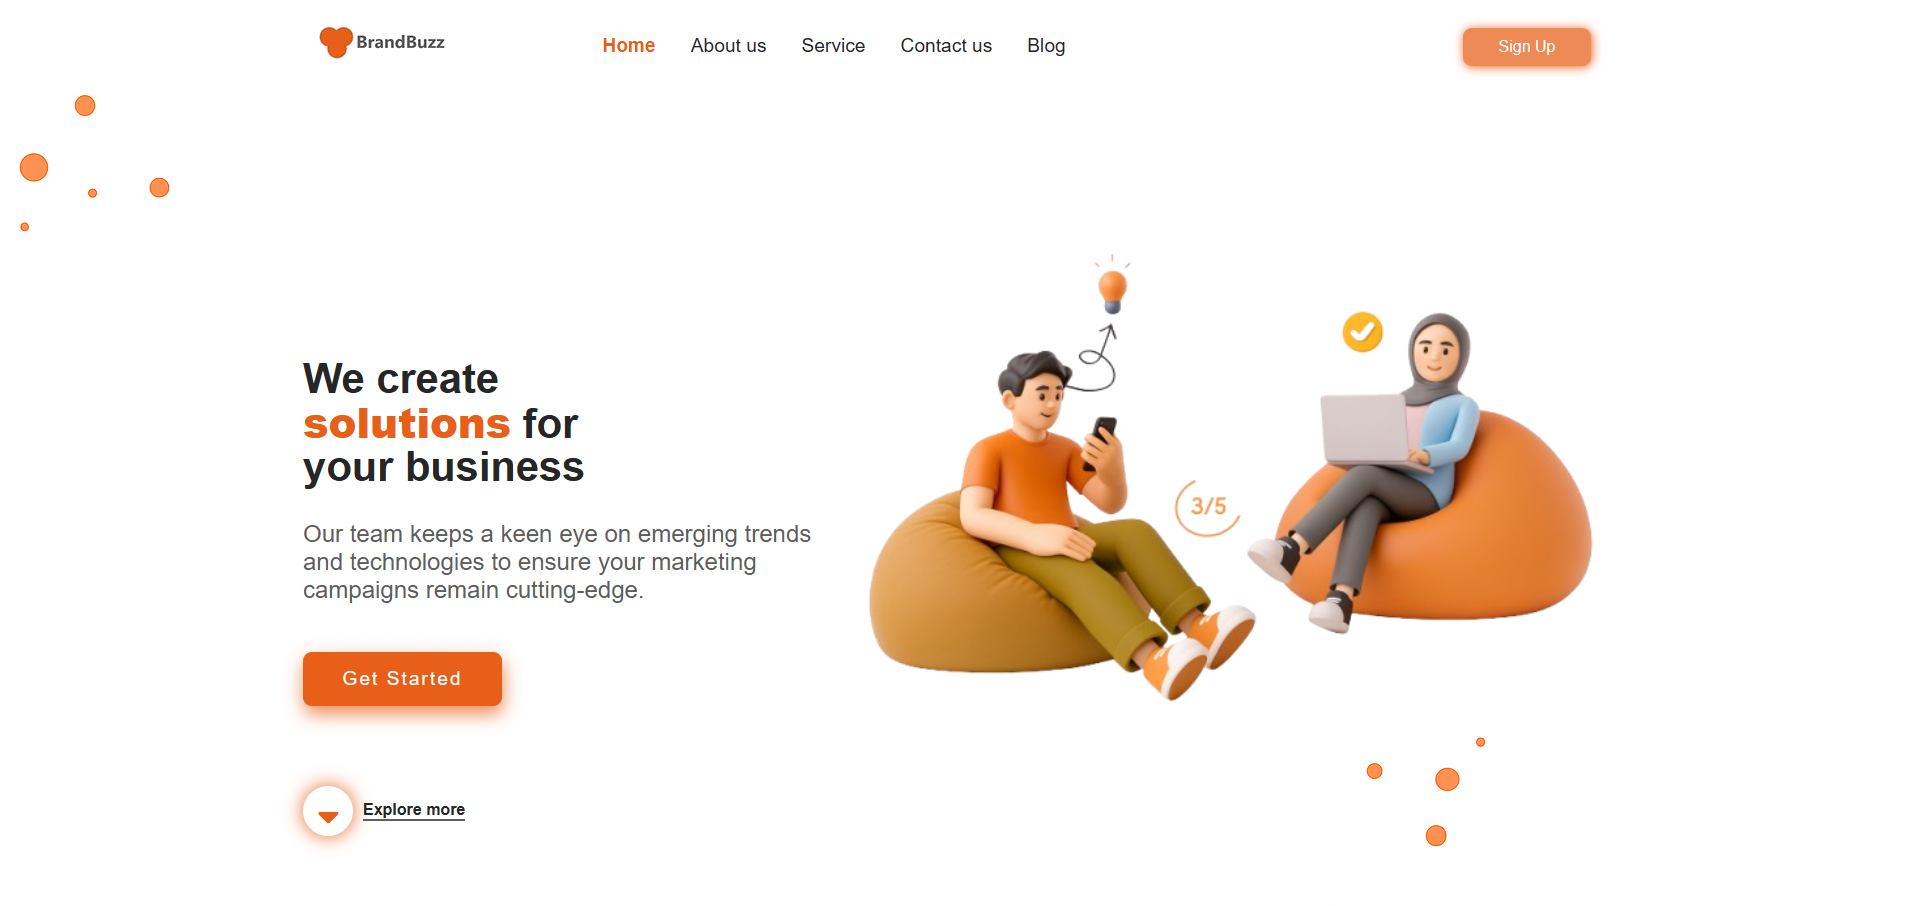 BrandBuzz
Home
About us
Service
Contact us
Blog
Sign Up
We create
solutions for
your business
Our team keeps a keen eye on emerging trends
and technologies to ensure your marketing
campaigns remain cutting-edge.
3/5
Get Started
Explore more